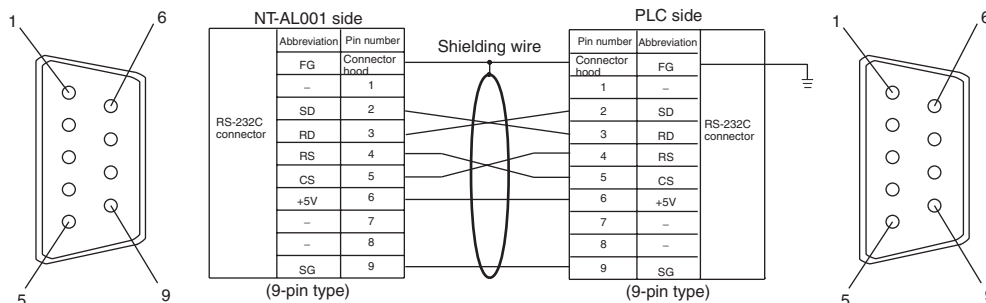 NT-AL001 side
PLC side
Shielding wire
1
6
5
9
RS-232C
connector
Abbreviation Pin number
FG Connector hood
– 1
SD 2
RD 3
RS 4
CS 5
+5V 6
– 7
– 8
SG 9
(9-pin type)
Pin number Abbreviation
Connector hood FG
1 –
2 SD
3 RD
4 RS
5 CS
6 +5V
7 –
8 –
9 SG
RS-232C
connector
(9-pin type)
1
6
5